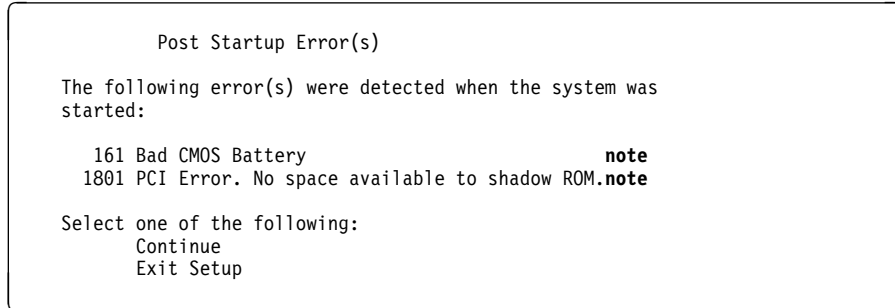 Post Startup Error(s)
The following error(s) were detected when the system was
started:
161 Bad CMOS Battery note
1801 PCI Error. No space available to shadow ROM.note
Select one of the following:
Continue
Exit Setup